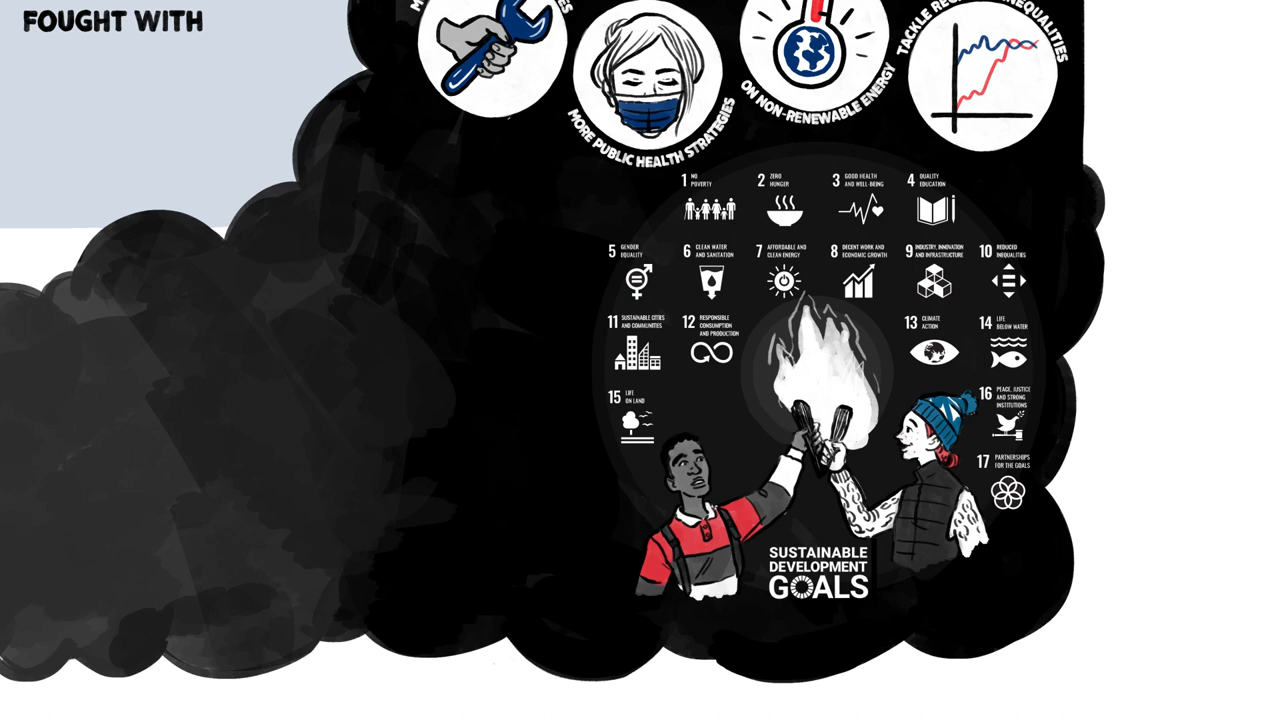 FOUGHT WITH
MORE PUBLIC HEALTH STRATEGIES
ON NON-RENEWABLE ENERGY
TACKLE
INEQUALITIES
1 NO
POVERTY
2 ZERO
HUNGER
3 GOOD HEALTH
AND WELL-BEING
4 QUALITY
EDUCATION
5 GENDER
EQUALITY
6 CLEAN WATER
AND SANITATION
7 AFFORDABLE AND
CLEAN ENERGY
8 DECENT WORK AND
ECONOMIC GROWTH
9 INDUSTRY, INNOVATION
AND INFRASTRUCTURE
10 REDUCED
INEQUALITIES
11 SUSTAINABLE CITIES
AND COMMUNITIES
12 RESPONSIBLE
CONSUMPTION
AND PRODUCTION
13 CLIMATE
ACTION
14 LIFE
BELOW WATER
15 LIFE
ON LAND
16 PEACE, JUSTICE
AND STRONG
INSTITUTIONS
17 PARTNERSHIPS
FOR THE GOALS
SUSTAINABLE
DEVELOPMENT
GOALS